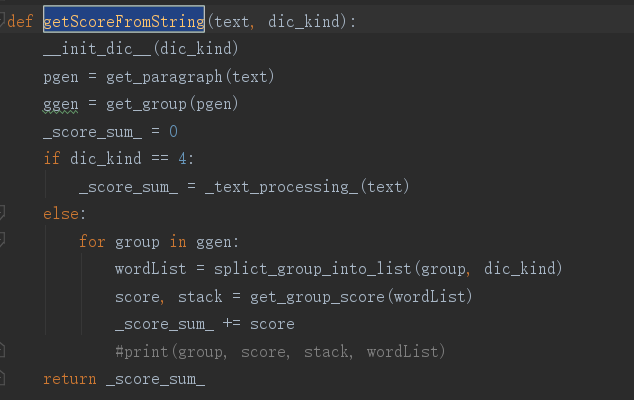 def getScoreFromString(text, dic_kind):
    __init_dic__(dic_kind)
    pgen = get_paragraph(text)
    ggen = get_group(pgen)
    _score_sum_ = 0
    if dic_kind == 4:
        _score_sum_ = _text_processing_(text)
    else:
        for group in ggen:
            wordList = splict_group_into_list(group, dic_kind)
            score, stack = get_group_score(wordList)
            _score_sum_ += score
            #print(group, score, stack, wordList)
    return _score_sum_